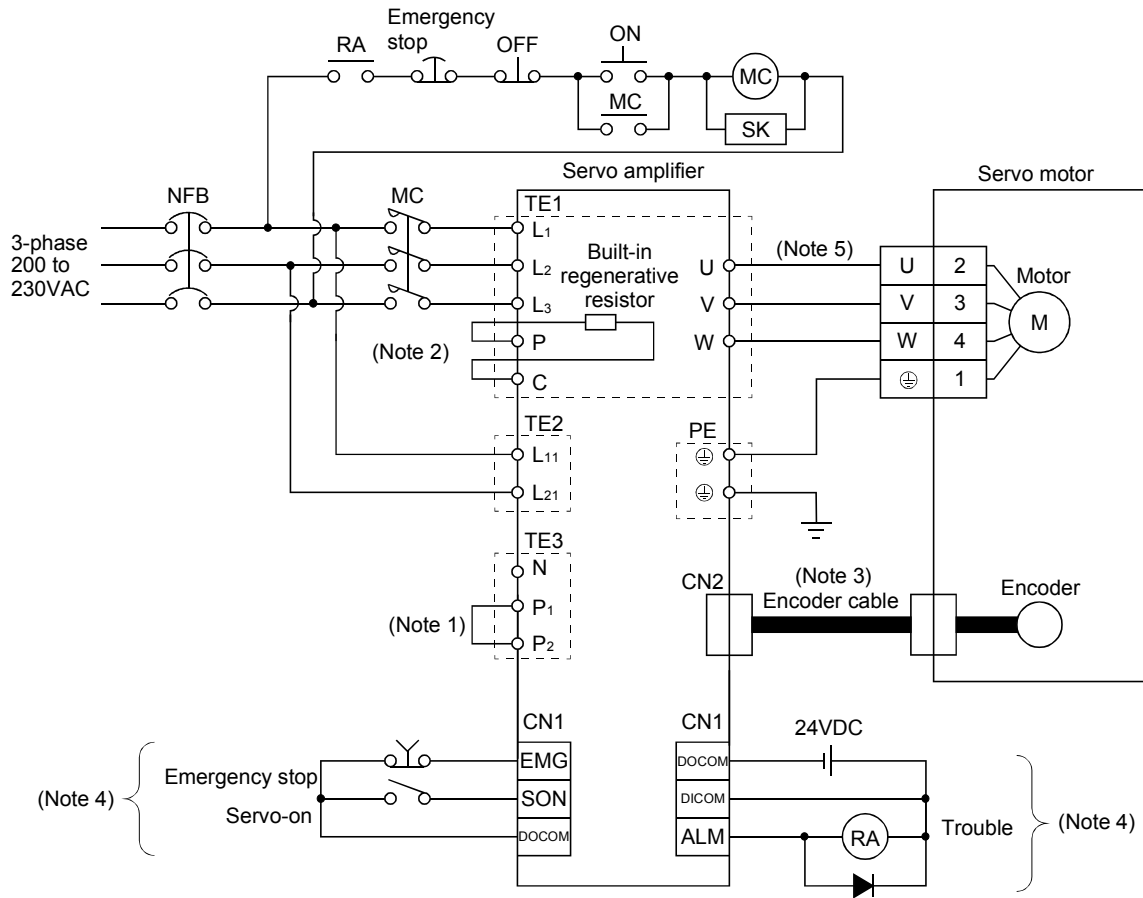 Emergency
stop
RA
OFF
ON
MC
MC
SK
Servo amplifier
Servo motor
NFB
MC
TE1
3-phase
200 to
230VAC
L1
L2
L3
P
C
Built-in
regenerative
resistor
(Note 2)
U
V
W
(Note 5)
U 2
V 3
W 4
1
Motor
M
TE2
L11
L21
PE
TE3
N
P1
P2
(Note 1)
CN2
(Note 3)
Encoder cable
Encoder
CN1
CN1
24VDC
(Note 4)
Emergency stop
Servo-on
EMG
SON
DOCOM
DOCOM
DICOM
ALM
RA
Trouble
(Note 4)